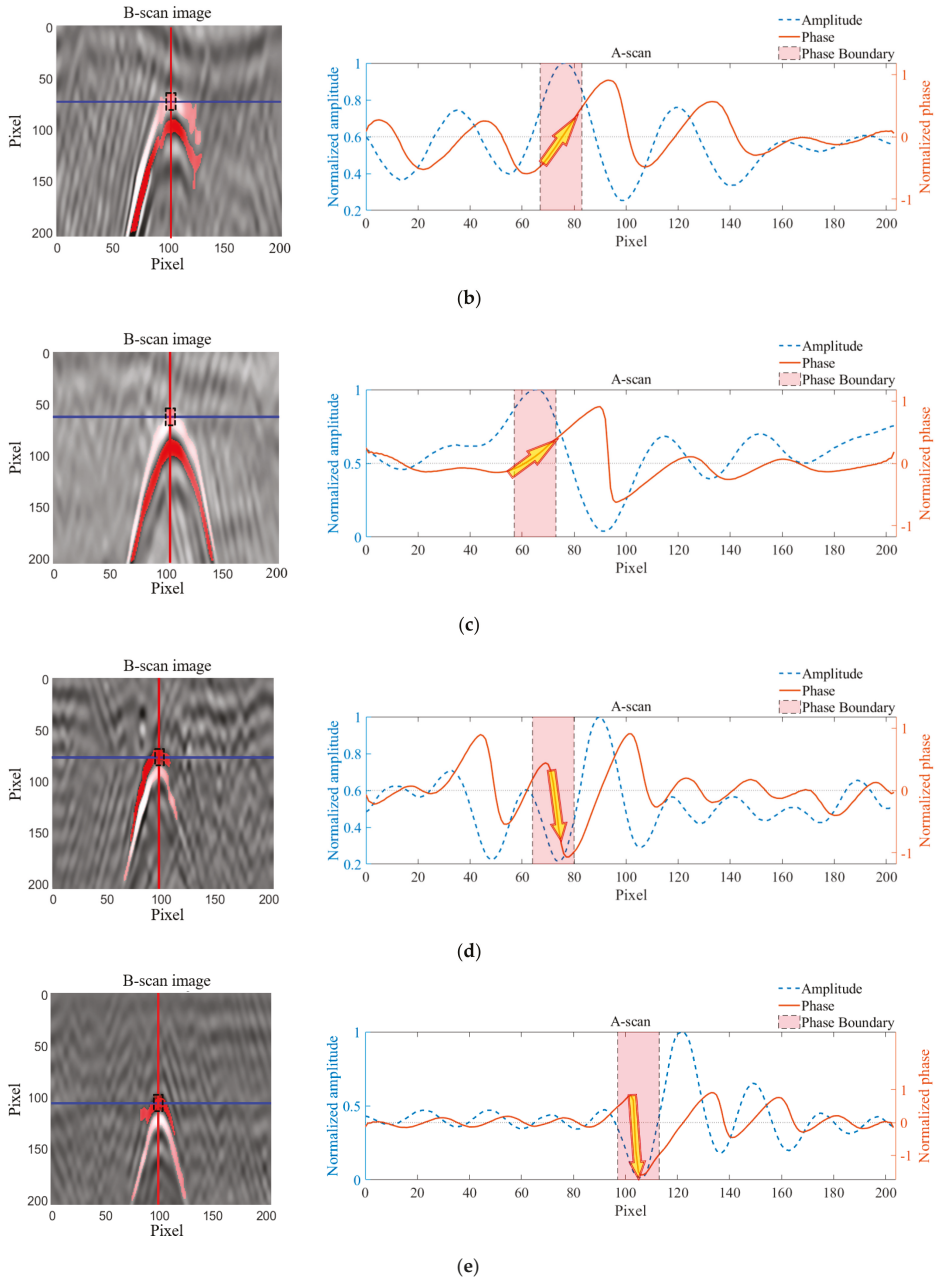 B-scan image
0
50
100
150
200
Pixel
0 50 100 150 200
Pixel
Amplitude
Phase
Phase Boundary
A-scan
1
0.8
0.6
0.4
0.2
Normalized amplitude
1
0
-1
Normalized phase
0 20 40 60 80 100 120 140 160 180 200
Pixel
(b)
B-scan image
0
50
100
150
200
Pixel
0 50 100 150 200
Pixel
Amplitude
Phase
Phase Boundary
A-scan
1
0.5
0
Normalized amplitude
1
0
-1
Normalized phase
0 20 40 60 80 100 120 140 160 180 200
Pixel
(c)
B-scan image
0
50
100
150
200
Pixel
0 50 100 150 200
Pixel
Amplitude
Phase
Phase Boundary
A-scan
1
0.8
0.6
0.4
0.2
Normalized amplitude
1
0
-1
Normalized phase
0 20 40 60 80 100 120 140 160 180 200
Pixel
(d)
B-scan image
0
50
100
150
200
Pixel
0 50 100 150 200
Pixel
Amplitude
Phase
Phase Boundary
A-scan
1
0.5
0
Normalized amplitude
1
0
-1
Normalized phase
0 20 40 60 80 100 120 140 160 180 200
Pixel
(e)